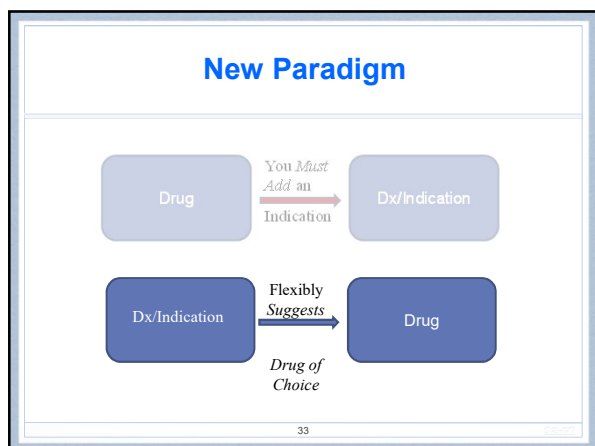 New Paradigm
Drug
You Must
Add an
Indication
Dx/Indication
Dx/Indication
Flexibly
Suggests
Drug of
Choice
Drug
33